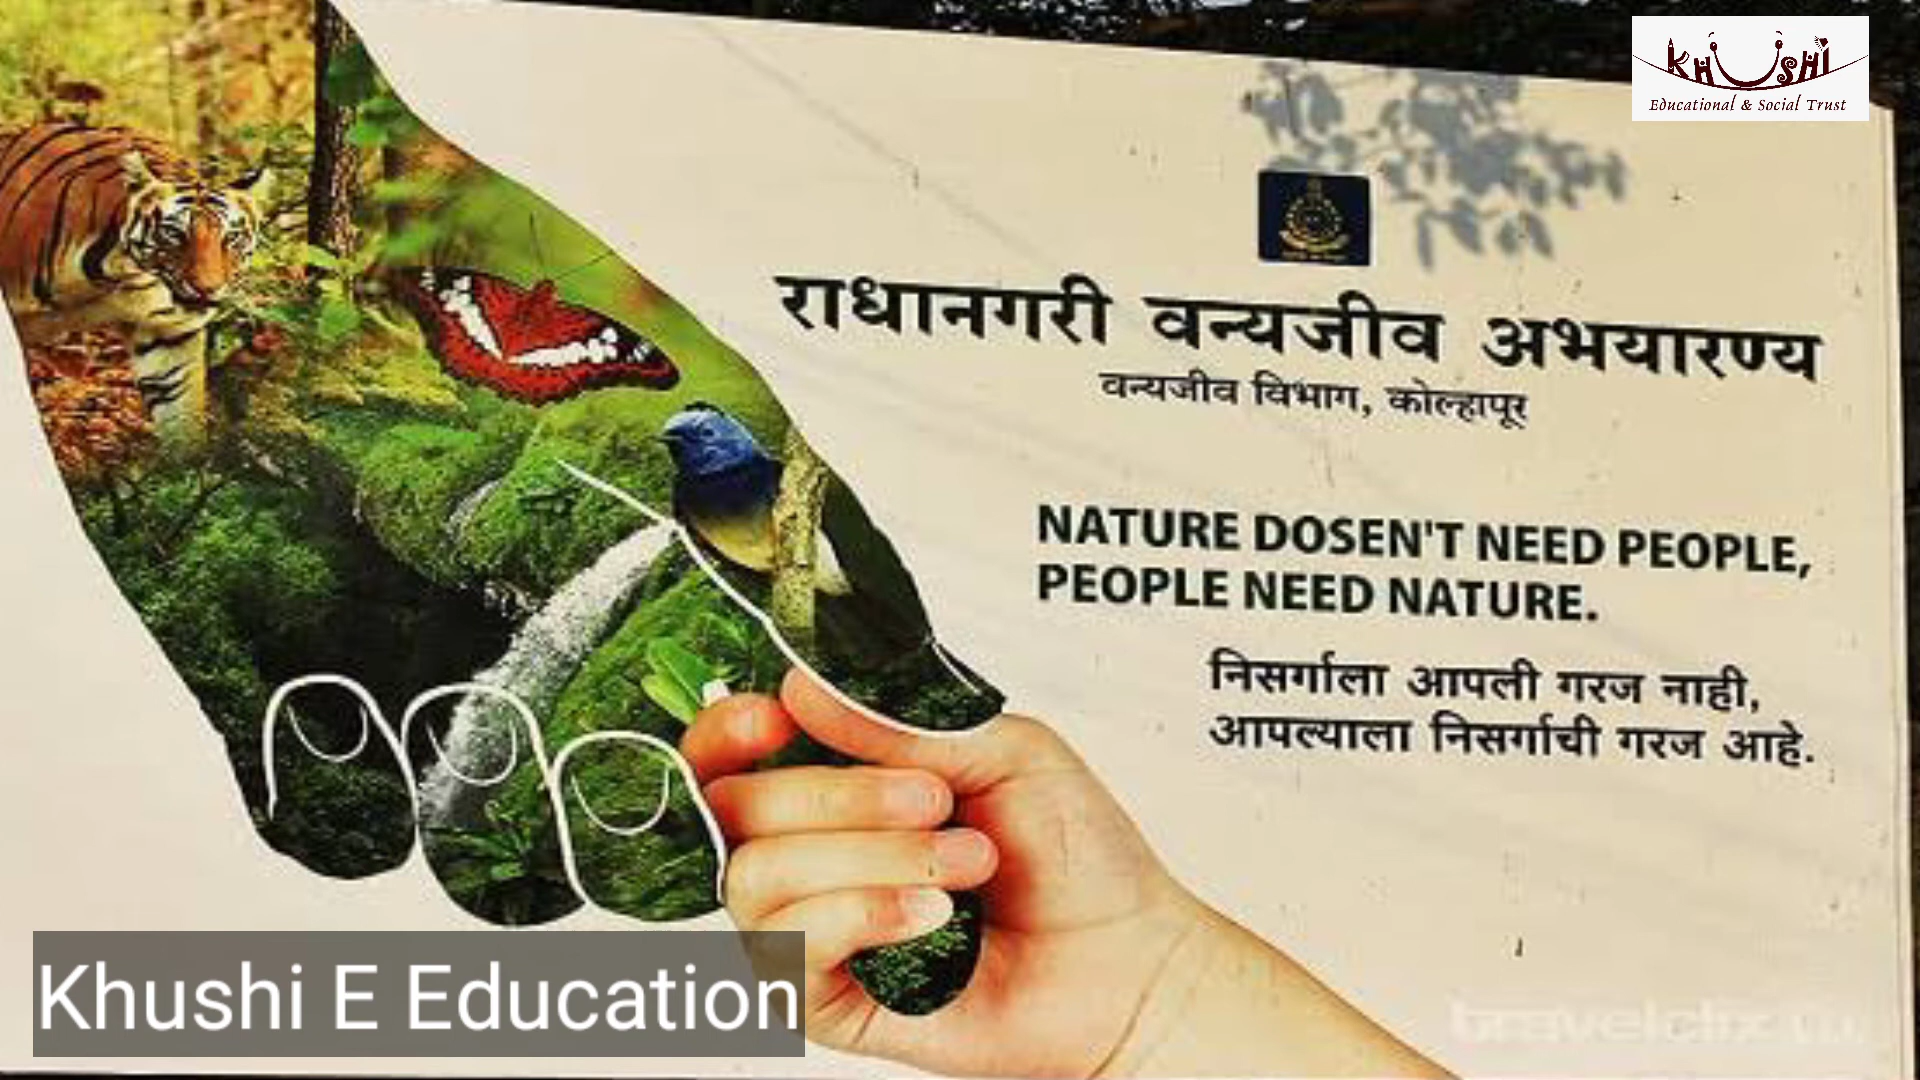 KHUSHI
Educational & Social Trust
राधानगरी वन्यजीव अभयारण्य
वन्यजीव विभाग, कोल्हापूर
NATURE DOSEN'T NEED PEOPLE,
PEOPLE NEED NATURE.
निसर्गाला आपली गरज नाही,
आपल्याला निसर्गाची गरज आहे.
Khushi E Education